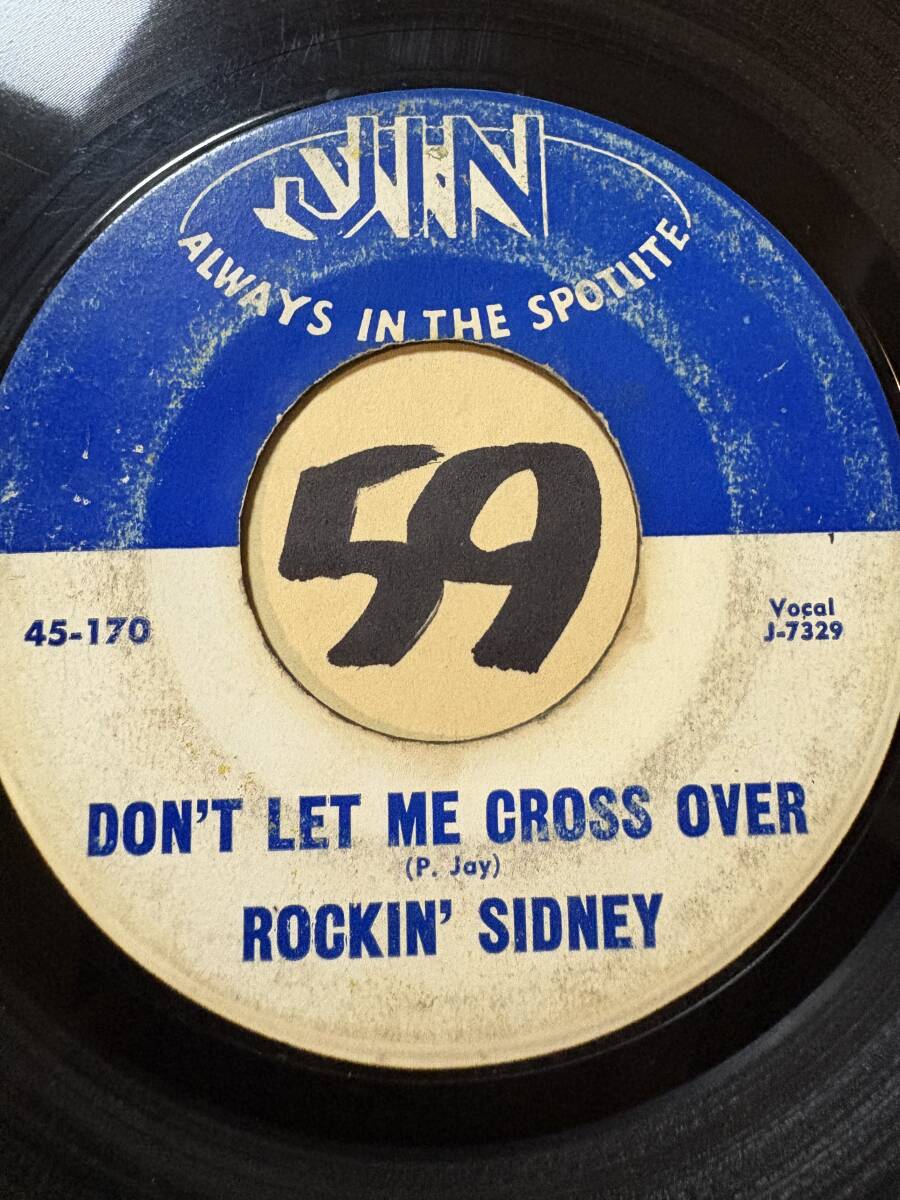 JIN
ALWAYS IN THE SPOTLITE
59
45-170
Vocal
J-7329
DON'T LET ME CROSS OVER
(P. Jay)
ROCKIN' SIDNEY